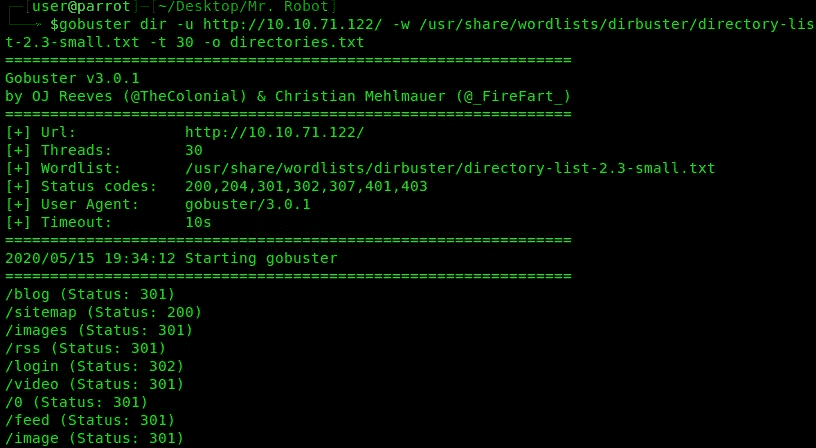 ┌─[user@parrot]─[~/Desktop/Mr. Robot]
└──╼ $gobuster dir -u http://10.10.71.122/ -w /usr/share/wordlists/dirbuster/directory-lis
t-2.3-small.txt -t 30 -o directories.txt
===============================================================
Gobuster v3.0.1
by OJ Reeves (@TheColonial) & Christian Mehlmauer (@_FireFart_)
===============================================================
[+] Url:            http://10.10.71.122/
[+] Threads:        30
[+] Wordlist:       /usr/share/wordlists/dirbuster/directory-list-2.3-small.txt
[+] Status codes:   200,204,301,302,307,401,403
[+] User Agent:     gobuster/3.0.1
[+] Timeout:        10s
===============================================================
2020/05/15 19:34:12 Starting gobuster
===============================================================
/blog (Status: 301)
/sitemap (Status: 200)
/images (Status: 301)
/rss (Status: 301)
/login (Status: 302)
/video (Status: 301)
/0 (Status: 301)
/feed (Status: 301)
/image (Status: 301)